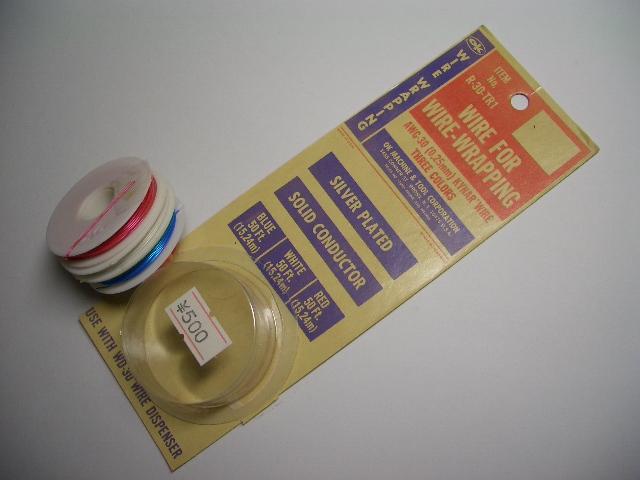 OK
WIRE WRAPPING
ITEM
No.
R-30-TR1
WIRE FOR
WIRE-WRAPPING
AWG-30 (0,25mm) KYNAR WIRE
THREE COLORS
OK MACHINE & TOOL CORPORATION
SILVER PLATED
SOLID CONDUCTOR
BLUE
50 Ft.
(15,24m)
WHITE
50 Ft.
(15,24m)
RED
50 Ft.
(15,24m)
¥500
USE WITH WD-30 WIRE DISPENSER